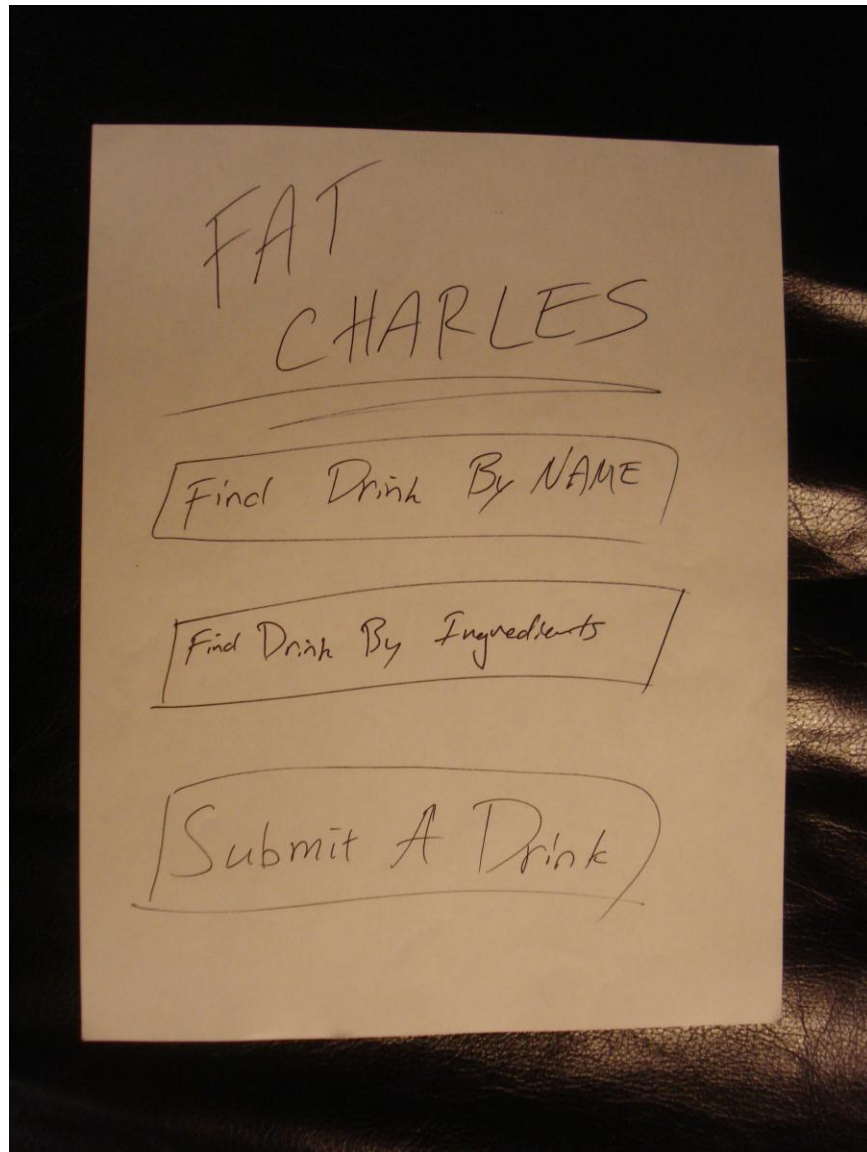 FAT
CHARLES
Find Drink By NAME
Find Drink By Ingredients
Submit A Drink